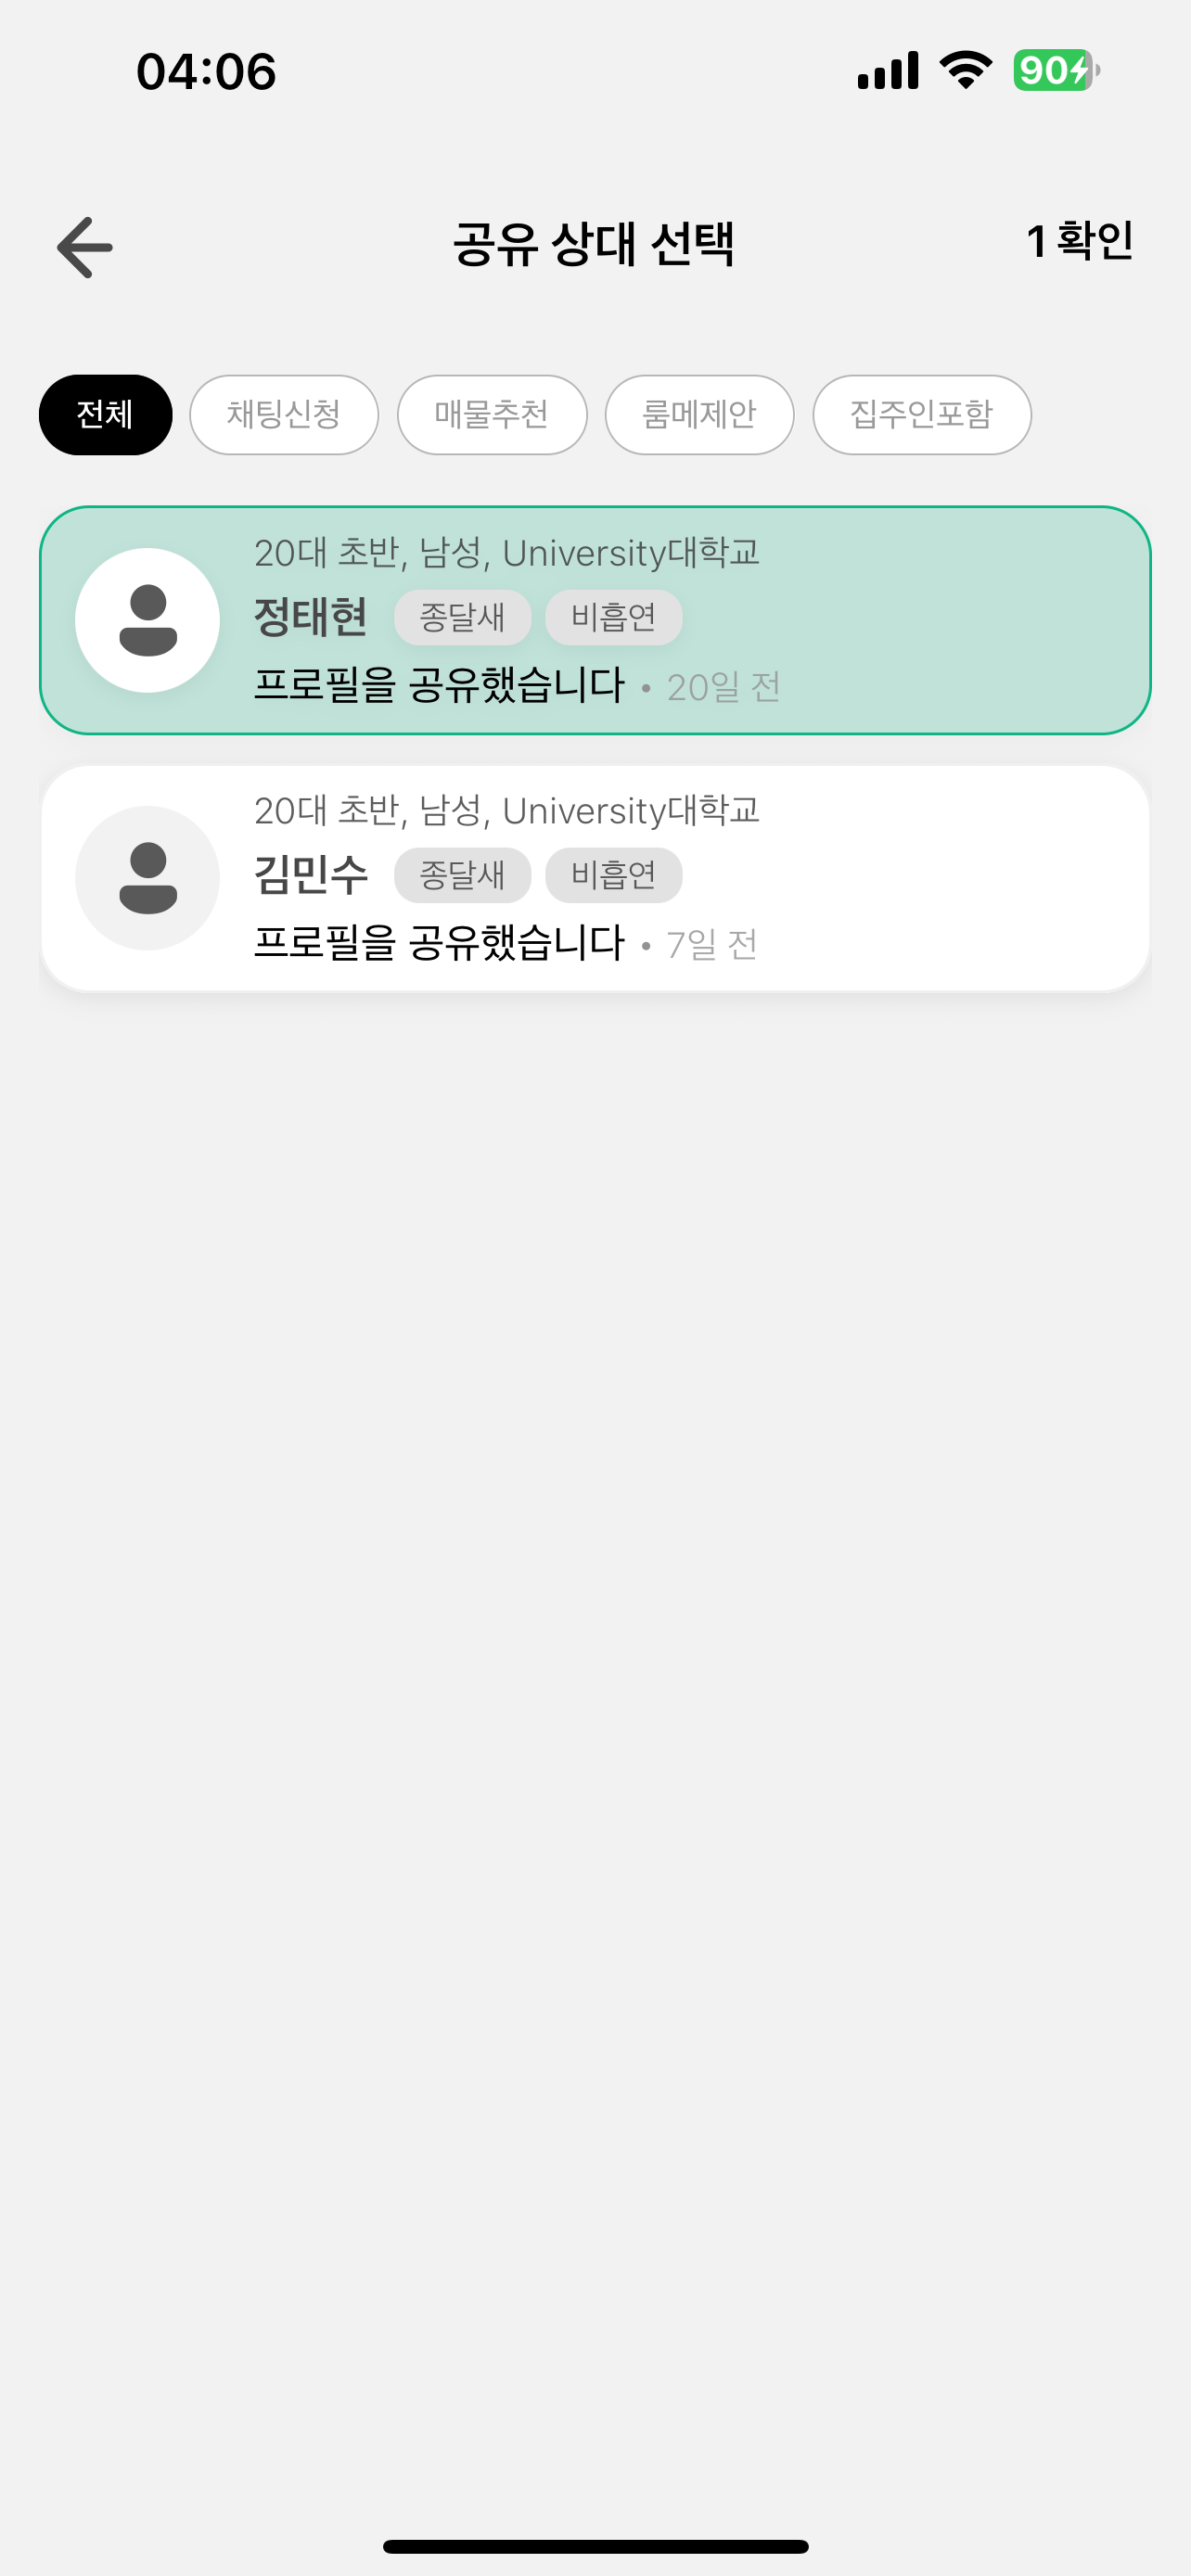 04:06 90
공유 상대 선택 1 확인
전체 채팅신청 매물추천 룸메제안 집주인포함
20대 초반, 남성, University대학교
정태현 종달새 비흡연
프로필을 공유했습니다 • 20일 전
20대 초반, 남성, University대학교
김민수 종달새 비흡연
프로필을 공유했습니다 • 7일 전